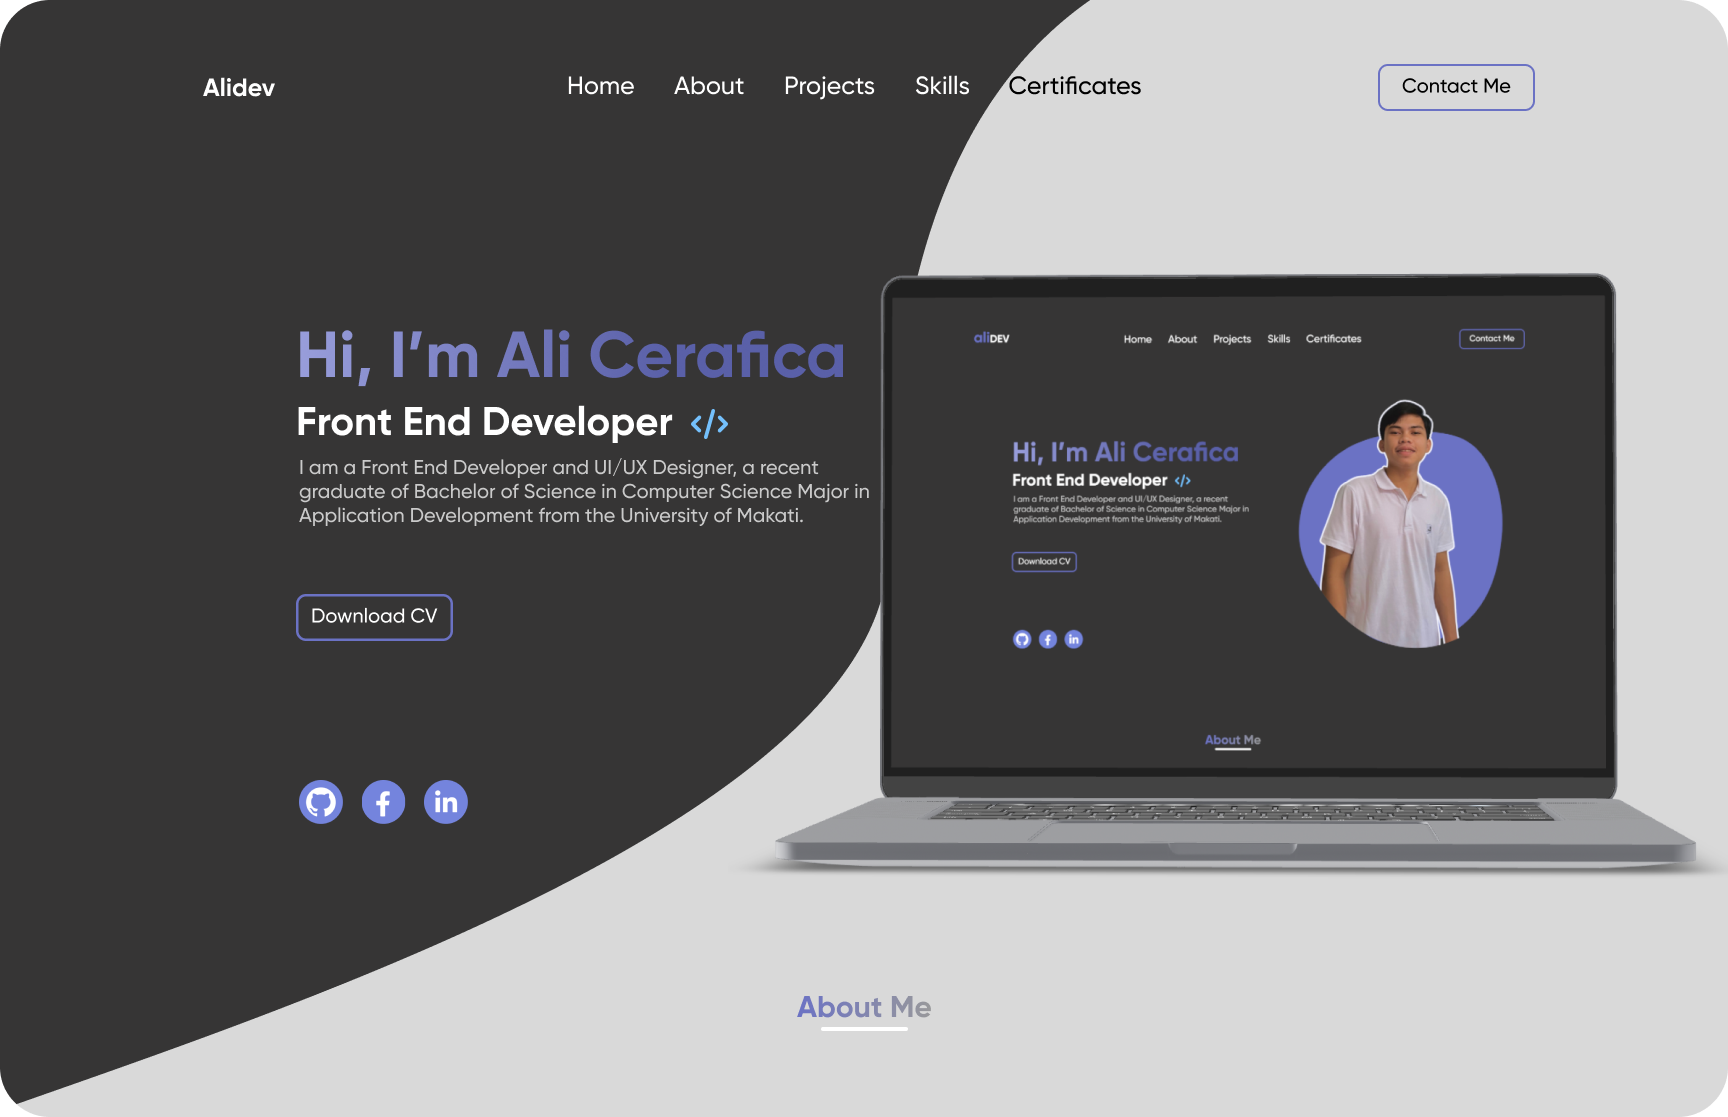 Alidev
Home About Projects Skills Certificates
Contact Me
Hi, I’m Ali Cerafica
Front End Developer </>
I am a Front End Developer and UI/UX Designer, a recent
graduate of Bachelor of Science in Computer Science Major in
Application Development from the University of Makati.
Download CV
in
aliDEV
Home About Projects Skills Certificates
Contact Me
Hi, I’m Ali Cerafica
Front End Developer </>
I am a Front End Developer and UI/UX Designer, a recent
graduate of Bachelor of Science in Computer Science Major in
Application Development from the University of Makati.
Download CV
in
About Me
About Me